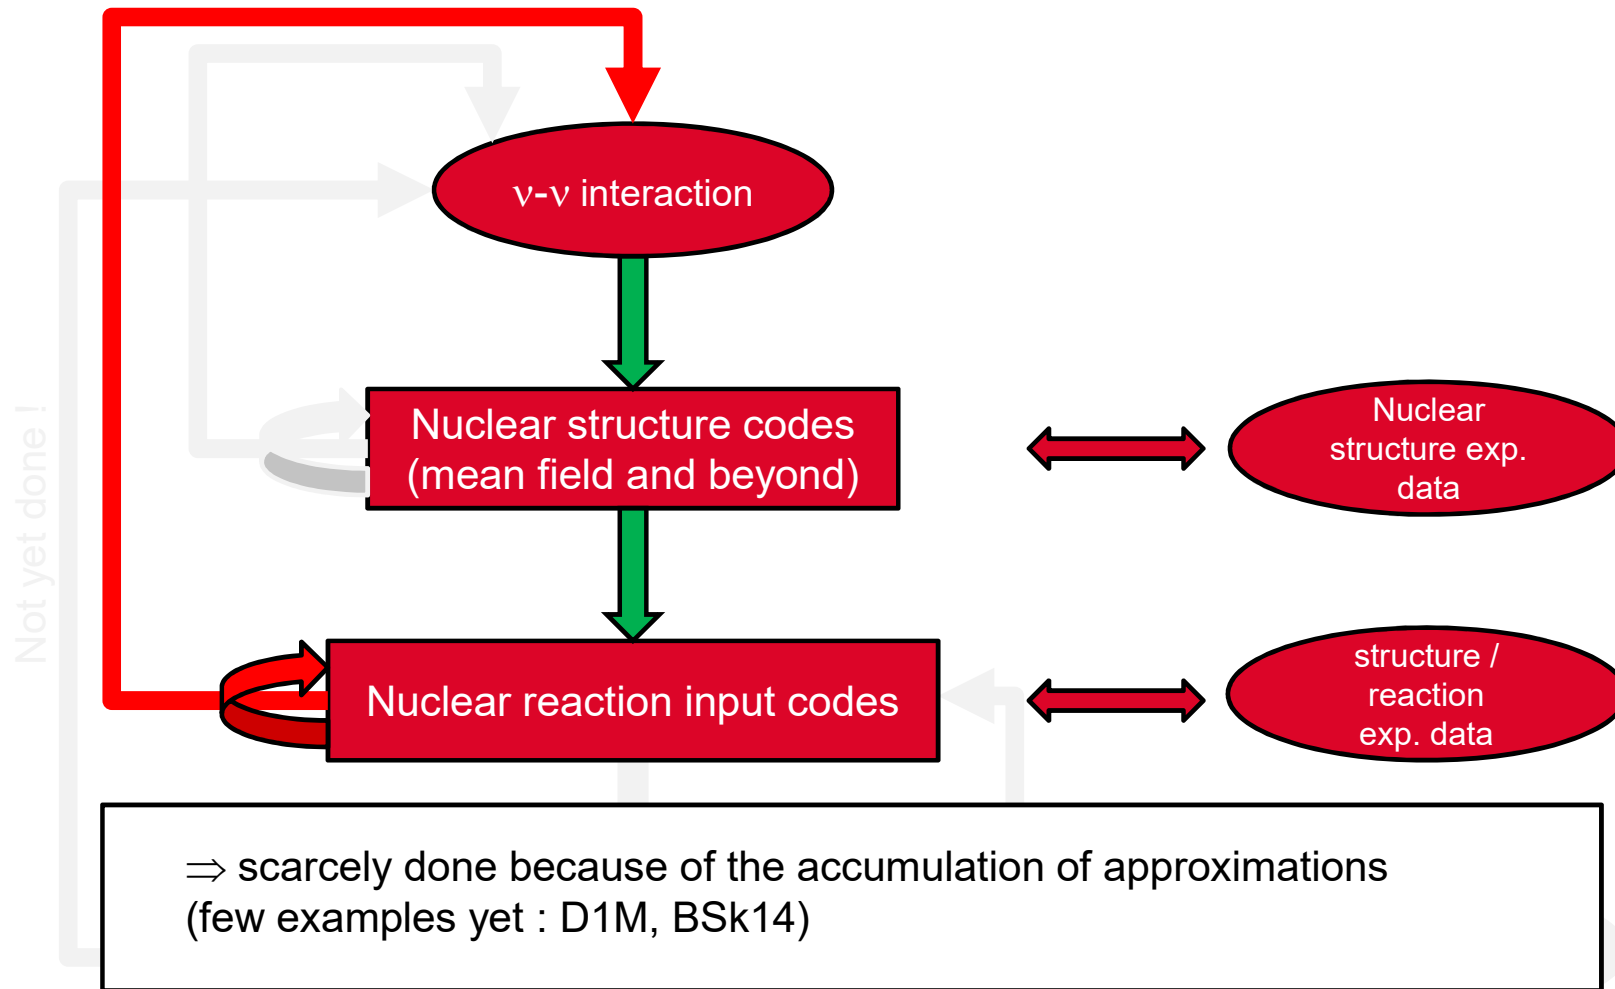 ν-ν interaction
Nuclear structure codes
(mean field and beyond)
Nuclear
structure exp.
data
Not yet done !
Nuclear reaction input codes
structure /
reaction
exp. data
⇒ scarcely done because of the accumulation of approximations
(few examples yet : D1M, BSk14)